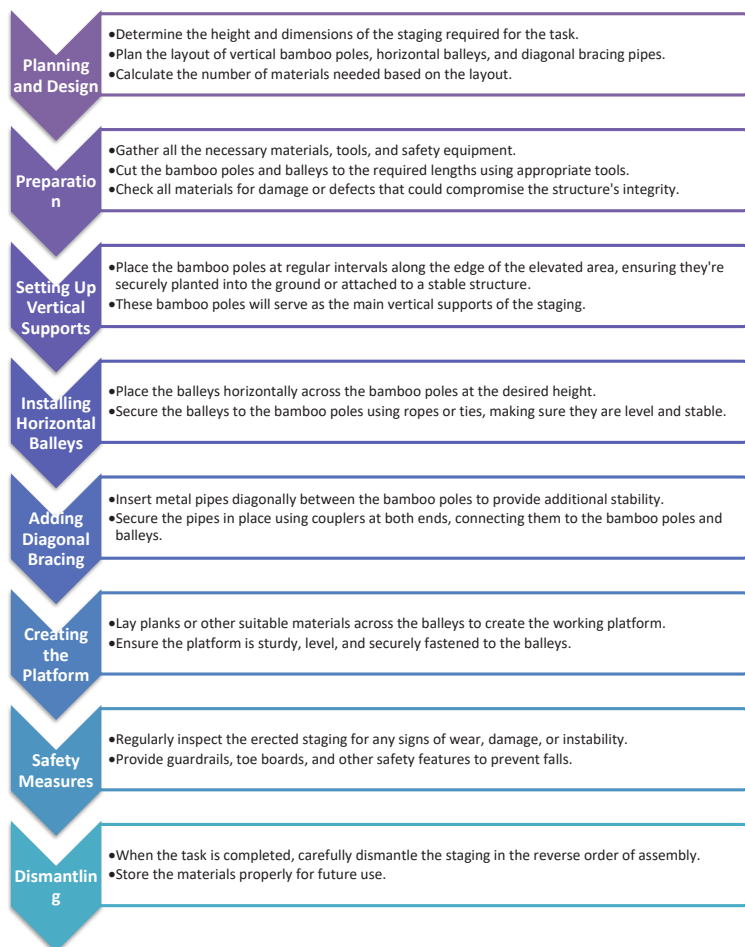 Planning
and Design
•Determine the height and dimensions of the staging required for the task.
•Plan the layout of vertical bamboo poles, horizontal balleys, and diagonal bracing pipes.
•Calculate the number of materials needed based on the layout.
Preparatio
n
•Gather all the necessary materials, tools, and safety equipment.
•Cut the bamboo poles and balleys to the required lengths using appropriate tools.
•Check all materials for damage or defects that could compromise the structure's integrity.
Setting Up
Vertical
Supports
•Place the bamboo poles at regular intervals along the edge of the elevated area, ensuring they're
securely planted into the ground or attached to a stable structure.
•These bamboo poles will serve as the main vertical supports of the staging.
Installing
Horizontal
Balleys
•Place the balleys horizontally across the bamboo poles at the desired height.
•Secure the balleys to the bamboo poles using ropes or ties, making sure they are level and stable.
Adding
Diagonal
Bracing
•Insert metal pipes diagonally between the bamboo poles to provide additional stability.
•Secure the pipes in place using couplers at both ends, connecting them to the bamboo poles and
balleys.
Creating
the
Platform
•Lay planks or other suitable materials across the balleys to create the working platform.
•Ensure the platform is sturdy, level, and securely fastened to the balleys.
Safety
Measures
•Regularly inspect the erected staging for any signs of wear, damage, or instability.
•Provide guardrails, toe boards, and other safety features to prevent falls.
Dismantlin
g
•When the task is completed, carefully dismantle the staging in the reverse order of assembly.
•Store the materials properly for future use.